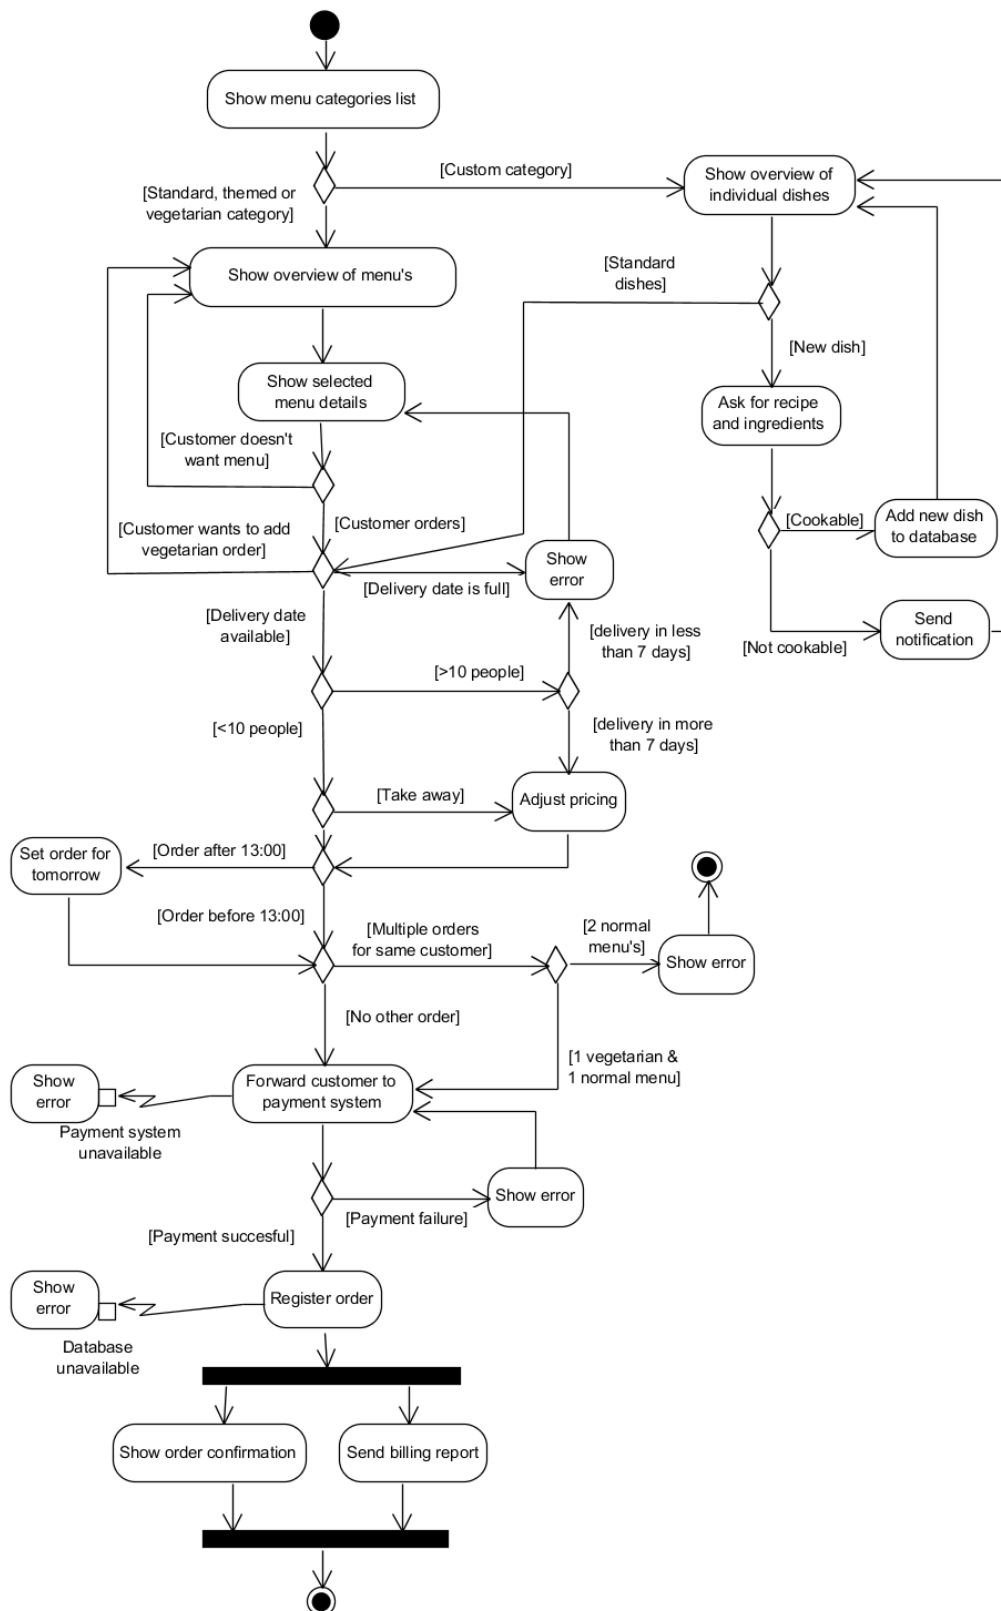 Show menu categories list
[Custom category]
Show overview of
individual dishes
[Standard, themed or
vegetarian category]
Show overview of menu's
[Standard
dishes]
[New dish]
Show selected
menu details
Ask for recipe
and ingredients
[Customer doesn't
want menu]
[Customer wants to add
vegetarian order]
[Customer orders]
[Cookable]
Add new dish
to database
Show
error
[Delivery date is full]
[Delivery date
available]
[delivery in less
than 7 days]
Send
notification
[Not cookable]
[>10 people]
[<10 people]
[delivery in more
than 7 days]
[Take away]
Adjust pricing
Set order for
tomorrow
[Order after 13:00]
[Order before 13:00]
[Multiple orders
for same customer]
[2 normal
menu's]
Show error
[No other order]
[1 vegetarian &
1 normal menu]
Show
error
Forward customer to
payment system
Payment system
unavailable
Show error
[Payment failure]
[Payment succesful]
Show
error
Register order
Database
unavailable
Show order confirmation
Send billing report